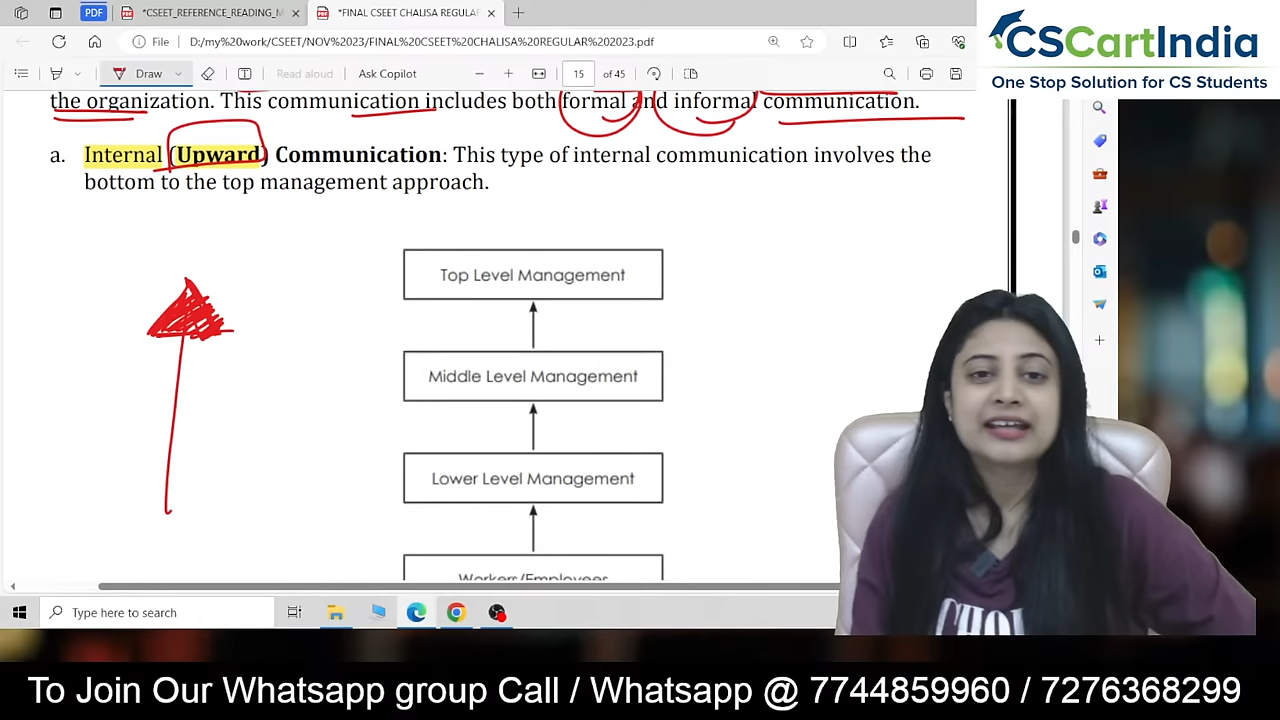 PDF
*CSEET_REFERENCE_READING_M
*FINAL CSEET CHALISA REGULAR
File
D:/my%20work/CSEET/NOV%2023/FINAL%20CSEET%20CHALISA%20REGULAR%202023.pdf
Draw
Read aloud
Ask Copilot
15
of 45
CSCartIndia
One Stop Solution for CS Students
the organization. This communication includes both formal and informal communication.
a. Internal (Upward) Communication: This type of internal communication involves the
bottom to the top management approach.
Top Level Management
Middle Level Management
Lower Level Management
Workers/Employees
Type here to search
To Join Our Whatsapp group Call / Whatsapp @ 7744859960 / 7276368299